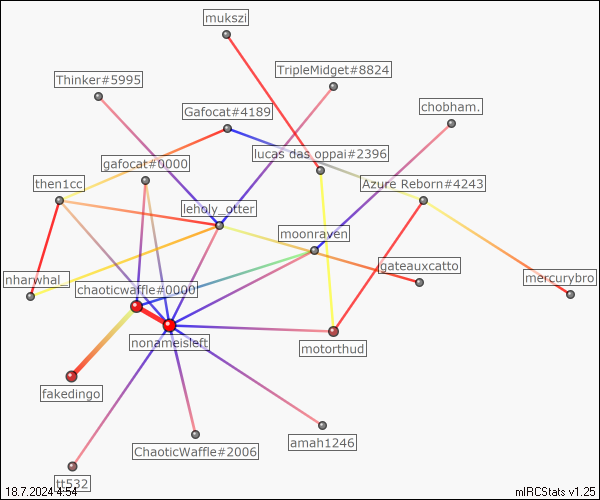 mukszi
TripleMidget#8824
Thinker#5995
chobham.
Gafocat#4189
lucas das oppai#2396
gafocat#0000
then1cc
Azure Reborn#4243
leholy_otter
moonraven
gateauxcatto
nharwhal_
mercurybro
chaoticwaffle#0000
nonameisleft
motorthud
fakedingo
amah1246
ChaoticWaffle#2006
tt532
18.7.2024 4:54
mIRCStats v1.25